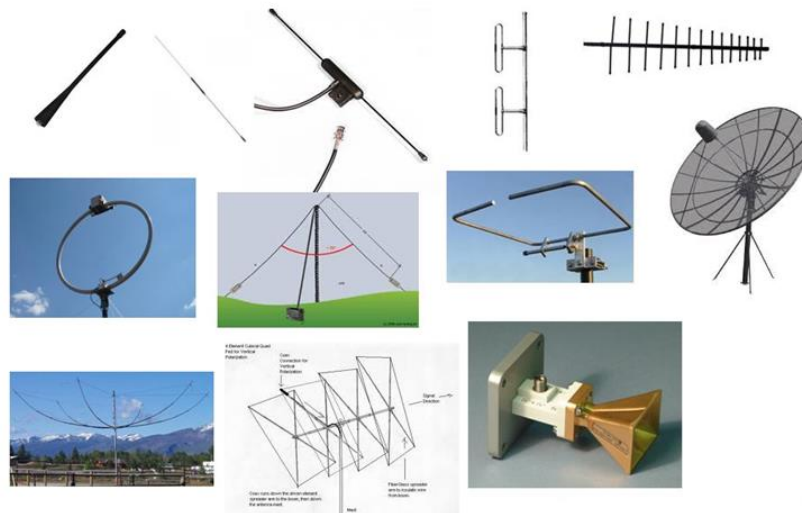 4 Element Cubical Quad
Fed for Vertical
Polarization
Coax
Connection for
Vertical
Polarization
Signal
Direction
Coax runs down the driven element
spreader arm to the boom, then down
the antenna mast.
Fiberglass spreader
arm to insulate wire
from boom.
Mast